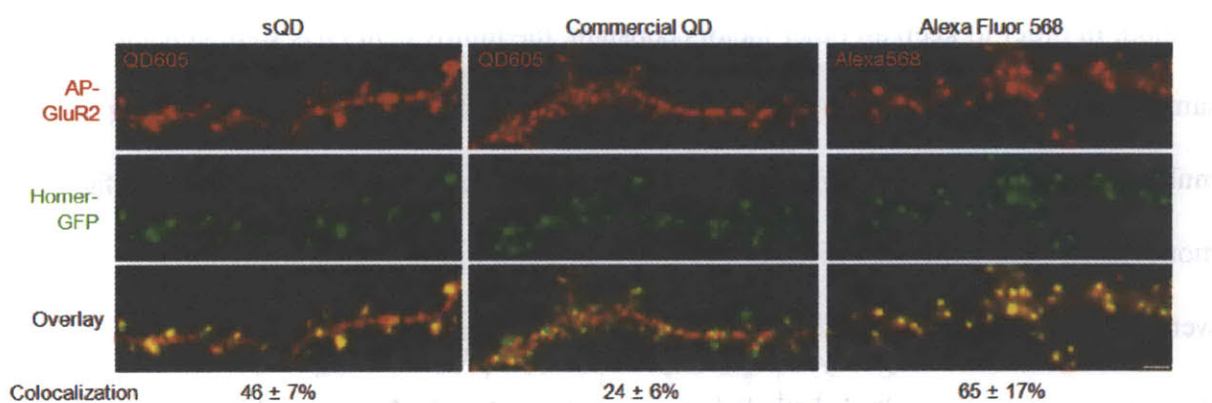 sQD Commercial QD Alexa Fluor 568
QD605 QD605 Alexa568
AP-
GluR2
Homer-
GFP
Overlay
Colocalization 46 ± 7% 24 ± 6% 65 ± 17%